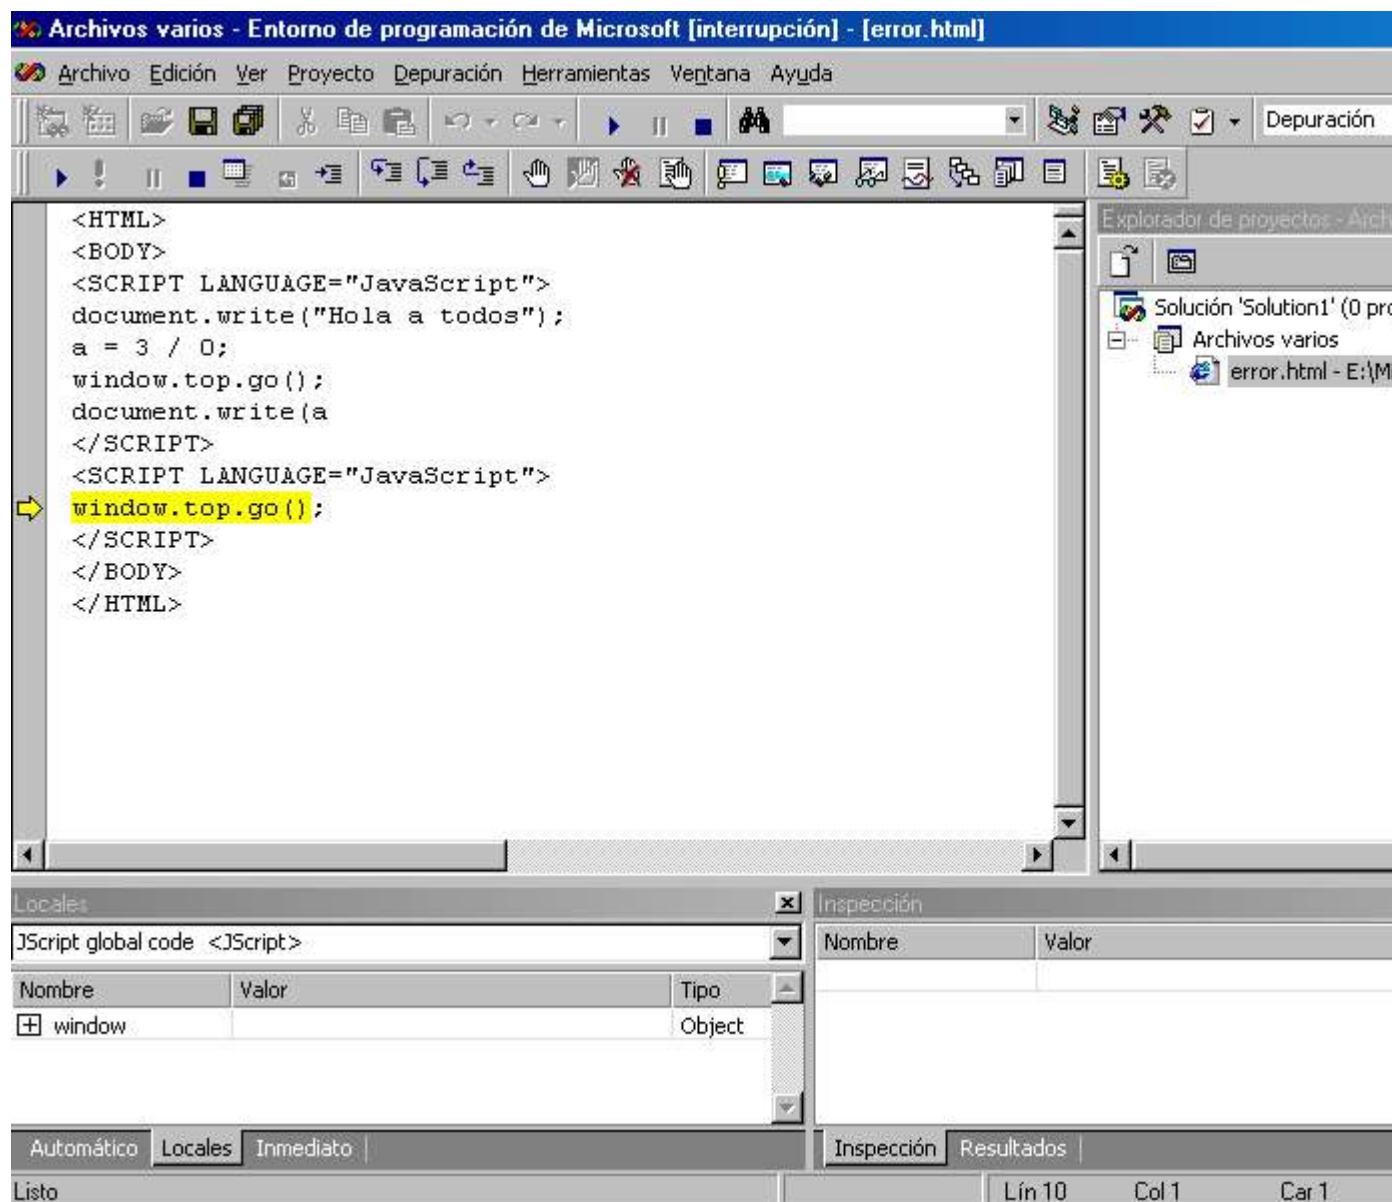 Archivos varios - Entorno de programación de Microsoft [interrupción] - [error.html]
Archivo Edición Ver Proyecto Depuración Herramientas Ventana Ayuda
Depuración
<HTML>
<BODY>
<SCRIPT LANGUAGE="JavaScript">
document.write("Hola a todos");
a = 3 / 0;
window.top.go();
document.write(a
</SCRIPT>
<SCRIPT LANGUAGE="JavaScript">
window.top.go();
</SCRIPT>
</BODY>
</HTML>
Explorador de proyectos - Archi
Solución 'Solution1' (0 pro
Archivos varios
error.html - E:\M
Locales
JScript global code <JScript>
Nombre Valor Tipo
window Object
Automático Locales Inmediato
Inspección
Nombre Valor
Inspección Resultados
Listo Lín 10 Col 1 Car 1